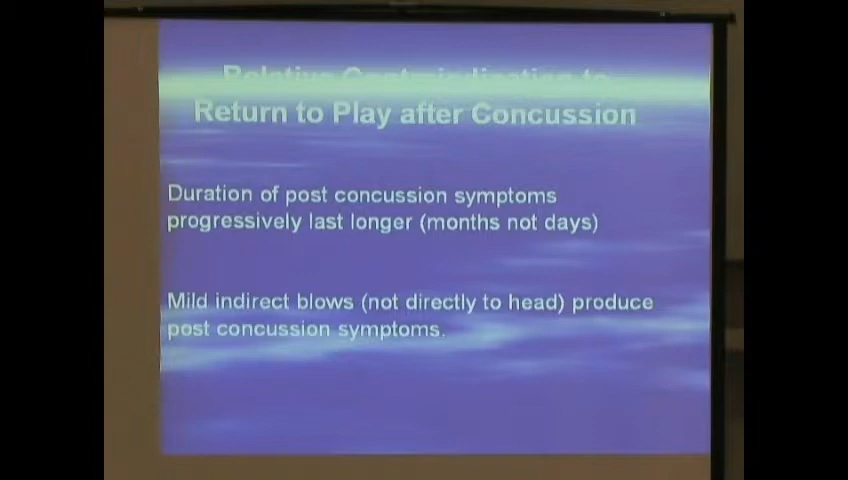 Relative Contraindication to
Return to Play after Concussion
Duration of post concussion symptoms
progressively last longer (months not days)
Mild indirect blows (not directly to head) produce
post concussion symptoms.